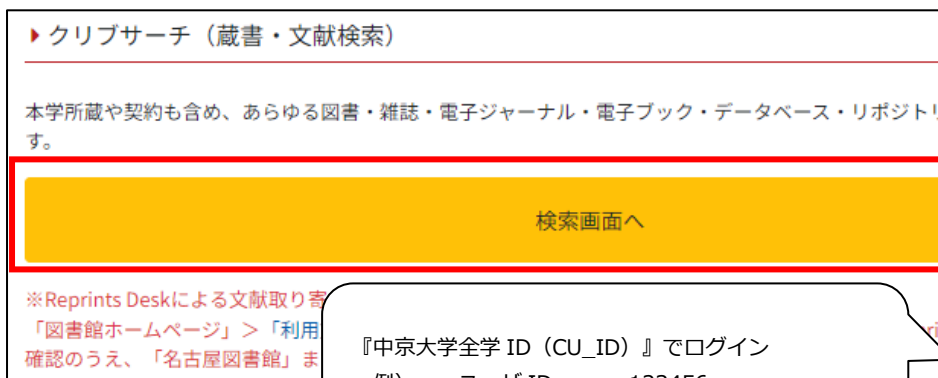 クリブサーチ（蔵書・文献検索）
本学所蔵や契約も含め、あらゆる図書・雑誌・電子ジャーナル・電子ブック・データベース・リポジトリ
す。
検索画面へ
※Reprints Deskによる文献取り寄
「図書館ホームページ」＞「利用
確認のうえ、「名古屋図書館」ま
『中京大学全学 ID（CU_ID）』でログイン